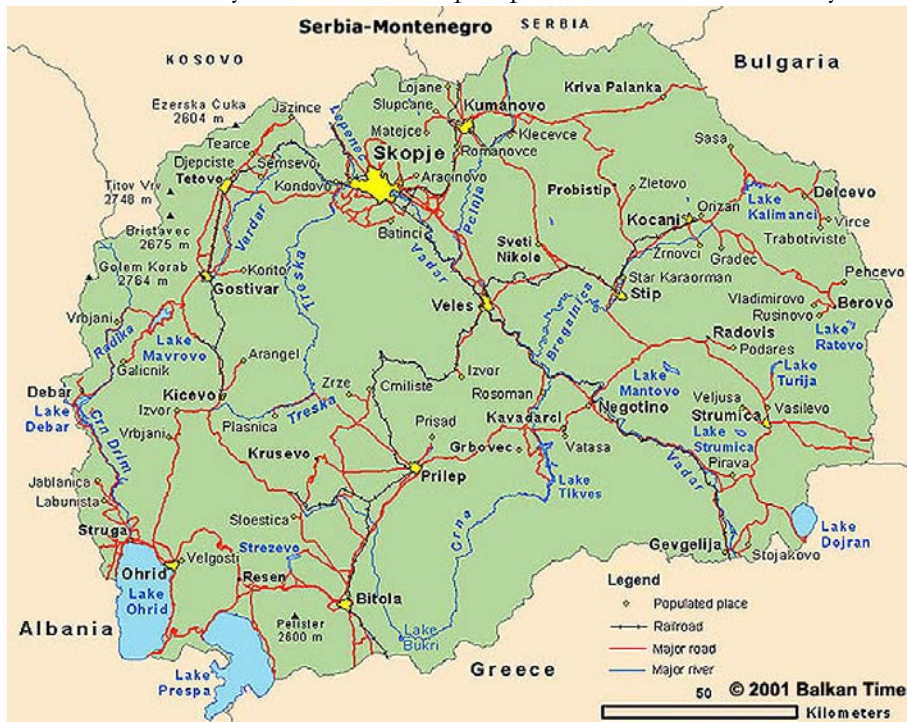 Serbia-Montenegro
SERBIA
KOSOVO
Bulgaria
Lojane
Kriva Palanka
Ezerska Cuka
2604 m
Jazince
Slupcane
Kumanovo
Lepenec
Matejce
Klecevce
Sasa
Tearce
Skopje
Romanovce
Djepciste
Semsevo
Tetovo
Kondovo
Aracinovo
Probistip
Zletovo
Delcevo
Titov Vrv
2748 m
Lake
Kalimanci
Orizari
Kocani
Virce
Bristavec
2675 m
Vardar
Batinci
Pcinja
Trabotiviste
Treska
Vadar
Sveti
Nikole
Zrnovci
Gradec
Golem Korab
2764 m
Korito
Gostivar
Star Karaorman
Pehcevo
Stip
Veles
Bregalnica
Vladimirovo
Berovo
Rusinovo
Vrbjani
Radika
Lake
Mavrovo
Radovis
Lake
Ratevo
Podares
Arangel
Galicnik
Izvor
Lake
Turija
Debar
Kicevo
Zrze
Crniliste
Rosoman
Lake
Mantovo
Lake
Debar
Crn Drim
Izvor
Treska
Negotino
Veljusa
Vasilevo
Plasnica
Prisad
Kavadarci
Strumica
Vrbjani
Grbovec
Vatasa
Lake
Strumica
Krusevo
Prilep
Vadar
Pirava
Jablanica
Lake
Tikves
Labunista
Sloestica
Crna
Lake
Dojran
Struga
Strezevo
Gevgelija
Stojakovo
Velgosti
Ohrid
Resen
Legend
Lake
Ohrid
Bitola
Populated place
Pelister
2600 m
Railroad
Albania
Lake
Bukri
Major road
Greece
Major river
Lake
Prespa
50
© 2001 Balkan Time
Kilometers